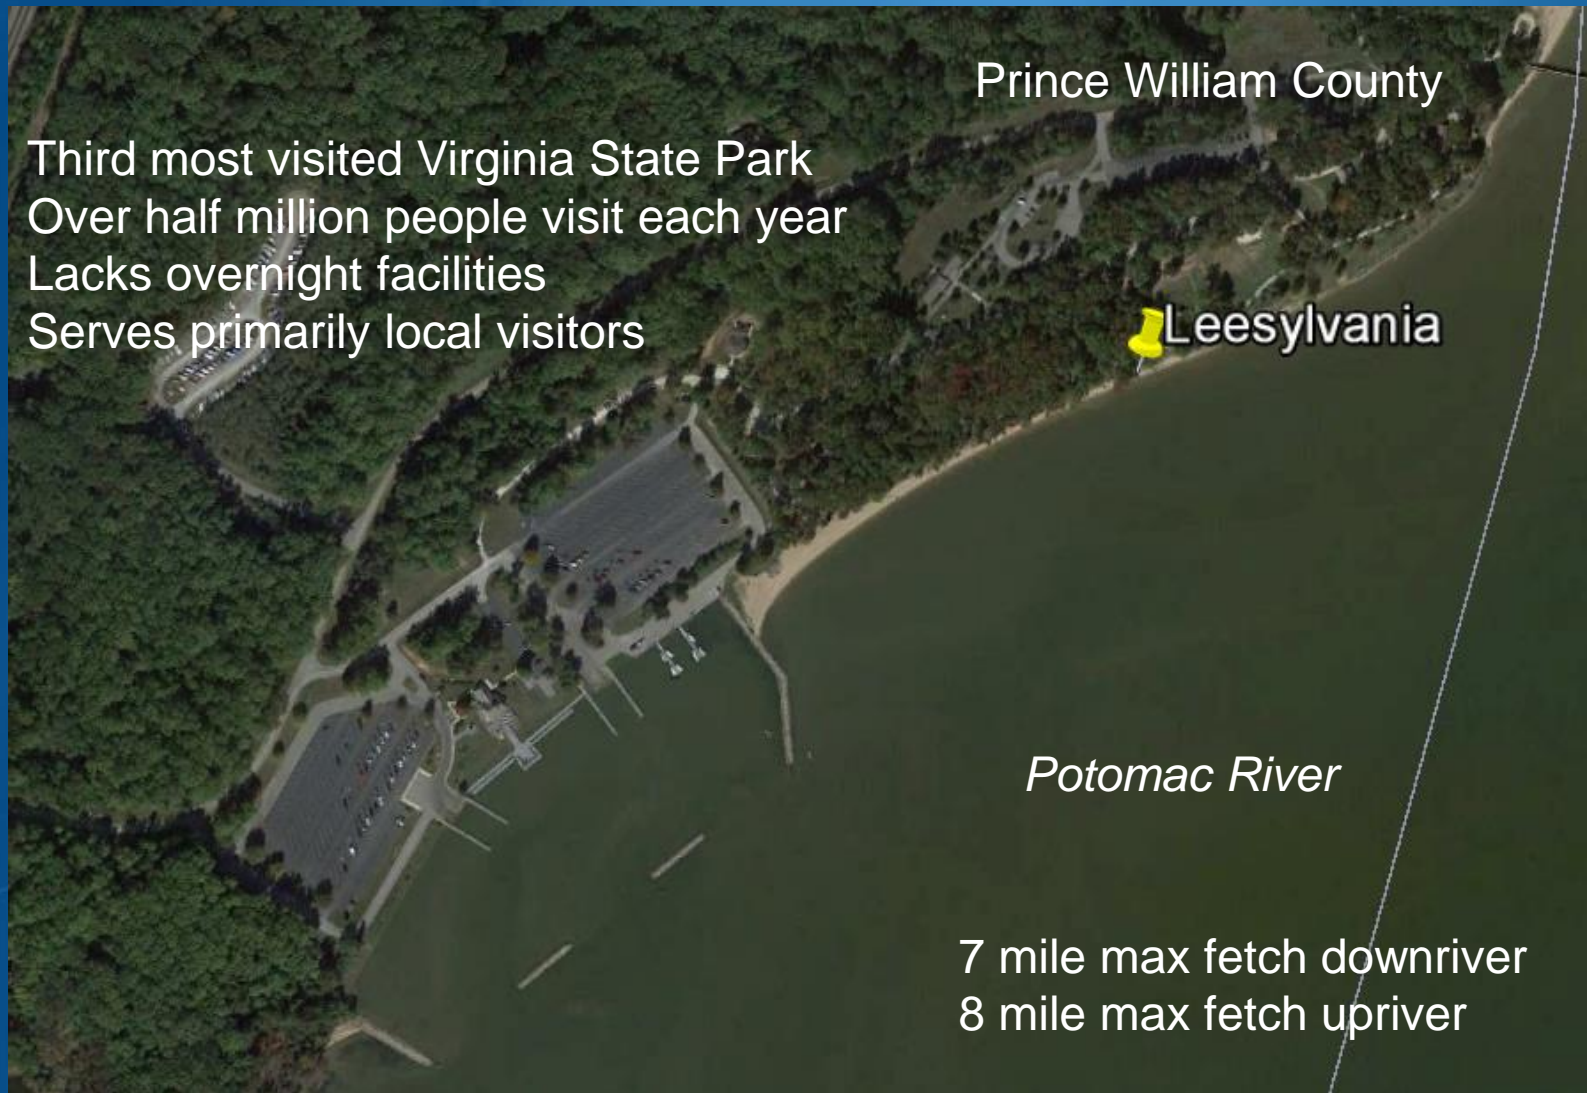 Prince William County
Third most visited Virginia State Park
Over half million people visit each year
Lacks overnight facilities
Serves primarily local visitors
Leesylvania
Potomac River
7 mile max fetch downriver
8 mile max fetch upriver